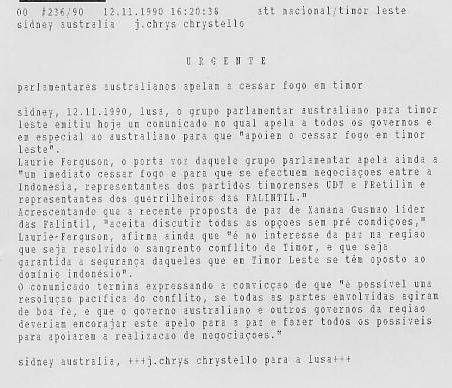 00 #236/90 12.11.1990 16:20:38 att nacional/timor leste
sidney australia j.chrys chrystello
U R G E N T E
parlamentares australianos apelam a cessar fogo em timor
sidney, 12.11.1990, lusa, o grupo parlamentar australiano para timor
leste emitiu hoje um comunicado no qual apela a todos os governos e
em especial ao australiano para que "apoiem o cessar fogo em timor
leste".
Laurie Ferguson, o porta voz daquele grupo parlamentar apela ainda a
"um imediato cessar fogo e para que se efectuem negociaçoes entre a
Indonesia, representantes dos partidos timorenses UDT e FRetilin e
representantes dos guerrilheiros das FALINTIL."
Acrescentando que a recente proposta de paz de Xanana Gusmao lider
das Falintil, "aceita discutir todas as opçoes sem pré condiçoes,"
Laurie Ferguson, afirma ainda que "é no interesse da paz na regiao
que seja resolvido o sangrento conflito de Timor, e que seja
garantida a segurança daqueles que em Timor Leste se têm oposto ao
domínio indonésio".
O comunicado termina expressando a convicçao de que "é possível uma
resoluçao pacifica do conflito, se todas as partes envolvidas agiram
de boa fe, e que o governo australiano e outros governos da regiao
deveriam encorajar este apelo para a paz e fazer todos os possiveis
para apoiarem a realizacao de negociaçoes."
sidney australia, +++j.chrys chrystello para a lusa+++